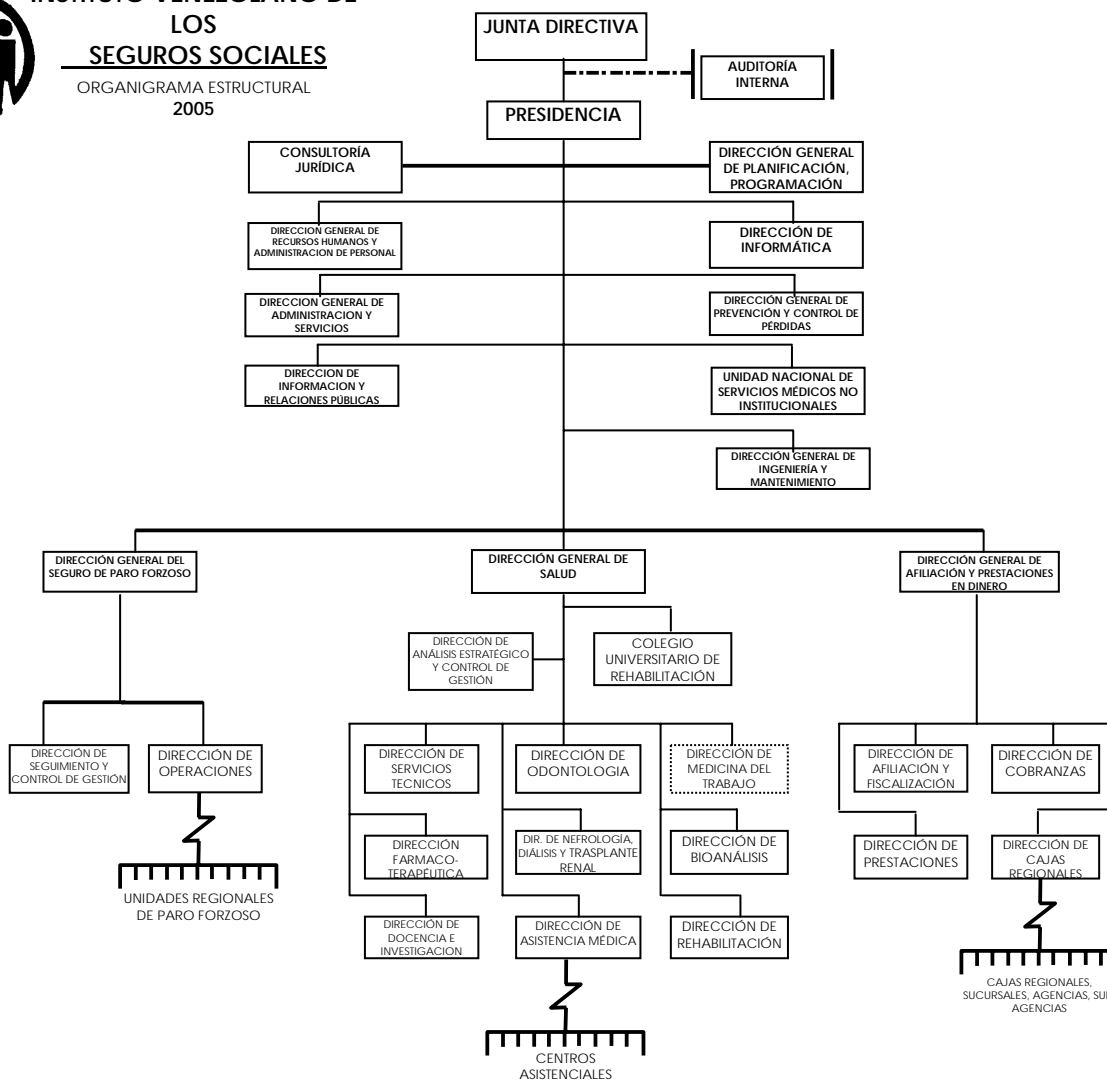 INSTITUTO VENEZOLANO DE
LOS
SEGUROS SOCIALES
ORGANIGRAMA ESTRUCTURAL
2005
JUNTA DIRECTIVA
AUDITORÍA
INTERNA
PRESIDENCIA
CONSULTORÍA
JURÍDICA
DIRECCIÓN GENERAL
DE PLANIFICACIÓN,
PROGRAMACIÓN
DIRECCION GENERAL DE
RECURSOS HUMANOS Y
ADMINISTRACION DE PERSONAL
DIRECCIÓN DE
INFORMÁTICA
DIRECCION GENERAL DE
ADMINISTRACION Y
SERVICIOS
DIRECCIÓN GENERAL DE
PREVENCIÓN Y CONTROL DE
PÉRDIDAS
DIRECCION DE
INFORMACION Y
RELACIONES PÚBLICAS
UNIDAD NACIONAL DE
SERVICIOS MÉDICOS NO
INSTITUCIONALES
DIRECCIÓN GENERAL DE
INGENIERÍA Y
MANTENIMIENTO
DIRECCIÓN GENERAL DEL
SEGURO DE PARO FORZOSO
DIRECCIÓN GENERAL DE
SALUD
DIRECCIÓN GENERAL DE
AFILIACIÓN Y PRESTACIONES
EN DINERO
DIRECCIÓN DE
ANÁLISIS ESTRATÉGICO
Y CONTROL DE
GESTIÓN
COLEGIO
UNIVERSITARIO DE
REHABILITACIÓN
DIRECCIÓN DE
SEGUIMIENTO Y
CONTROL DE GESTIÓN
DIRECCIÓN DE
OPERACIONES
DIRECCIÓN DE
SERVICIOS
TECNICOS
DIRECCIÓN DE
ODONTOLOGIA
DIRECCIÓN DE
MEDICINA DEL
TRABAJO
DIRECCIÓN DE
AFILIACIÓN Y
FISCALIZACIÓN
DIRECCIÓN DE
COBRANZAS
DIRECCIÓN
FARMACO-
TERAPÉUTICA
DIR. DE NEFROLOGÍA,
DIÁLISIS Y TRASPLANTE
RENAL
DIRECCIÓN DE
BIOANÁLISIS
DIRECCIÓN DE
PRESTACIONES
DIRECCIÓN DE
CAJAS
REGIONALES
UNIDADES REGIONALES
DE PARO FORZOSO
DIRECCIÓN DE
DOCENCIA E
INVESTIGACION
DIRECCIÓN DE
ASISTENCIA MÉDICA
DIRECCIÓN DE
REHABILITACIÓN
CAJAS REGIONALES,
SUCURSALES, AGENCIAS,
AGENCIAS
CENTROS
ASISTENCIALES